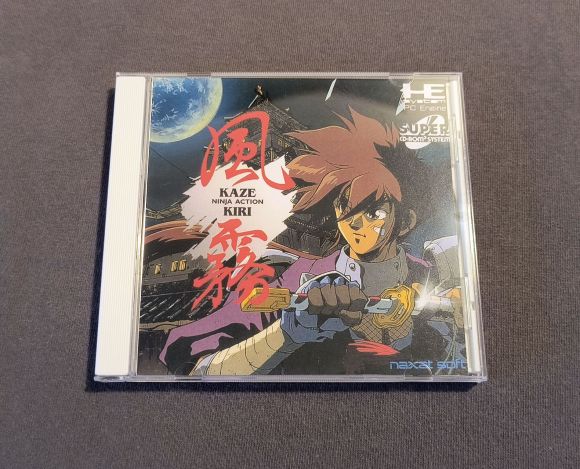 HE
system
PC Engine
SUPER
CD-ROM² SYSTEM
風
KAZE
NINJA ACTION
KIRI
霧
naxat soft